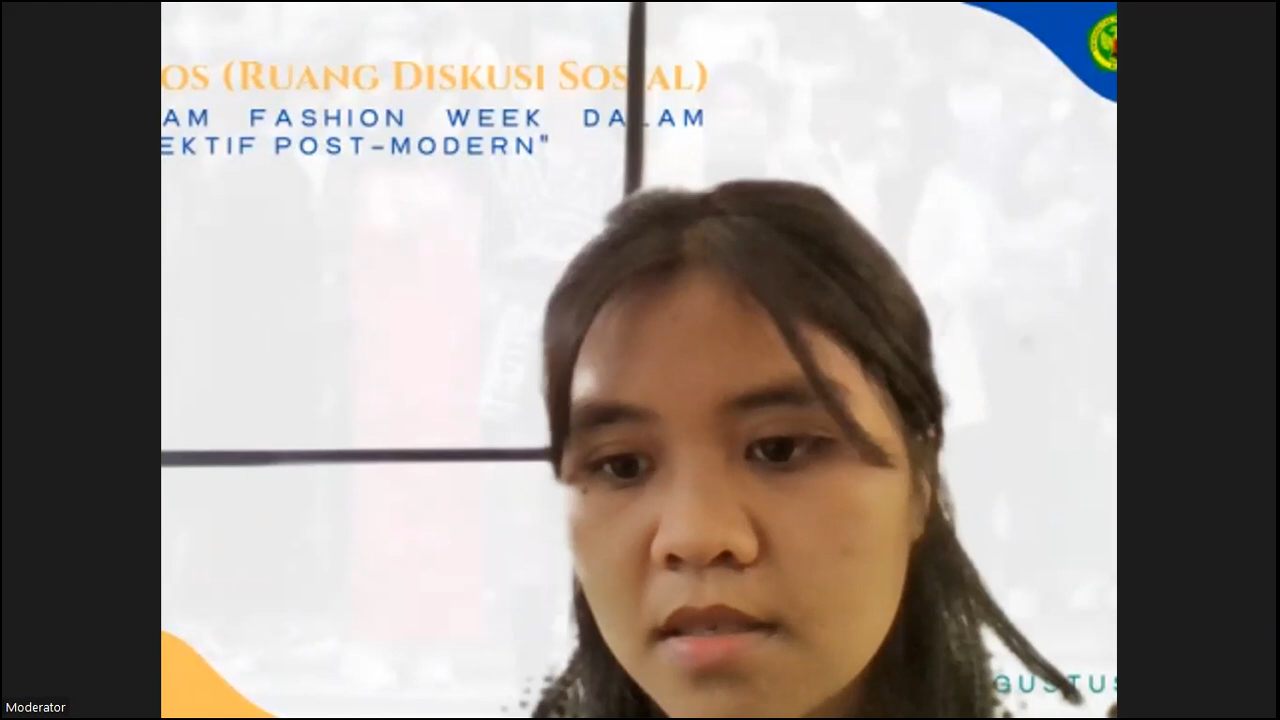 OS (RUANG DISKUSI SOSIAL)
AM FASHION WEEK DALAM
EKTIF POST-MODERN"
GUSTUS
Moderator